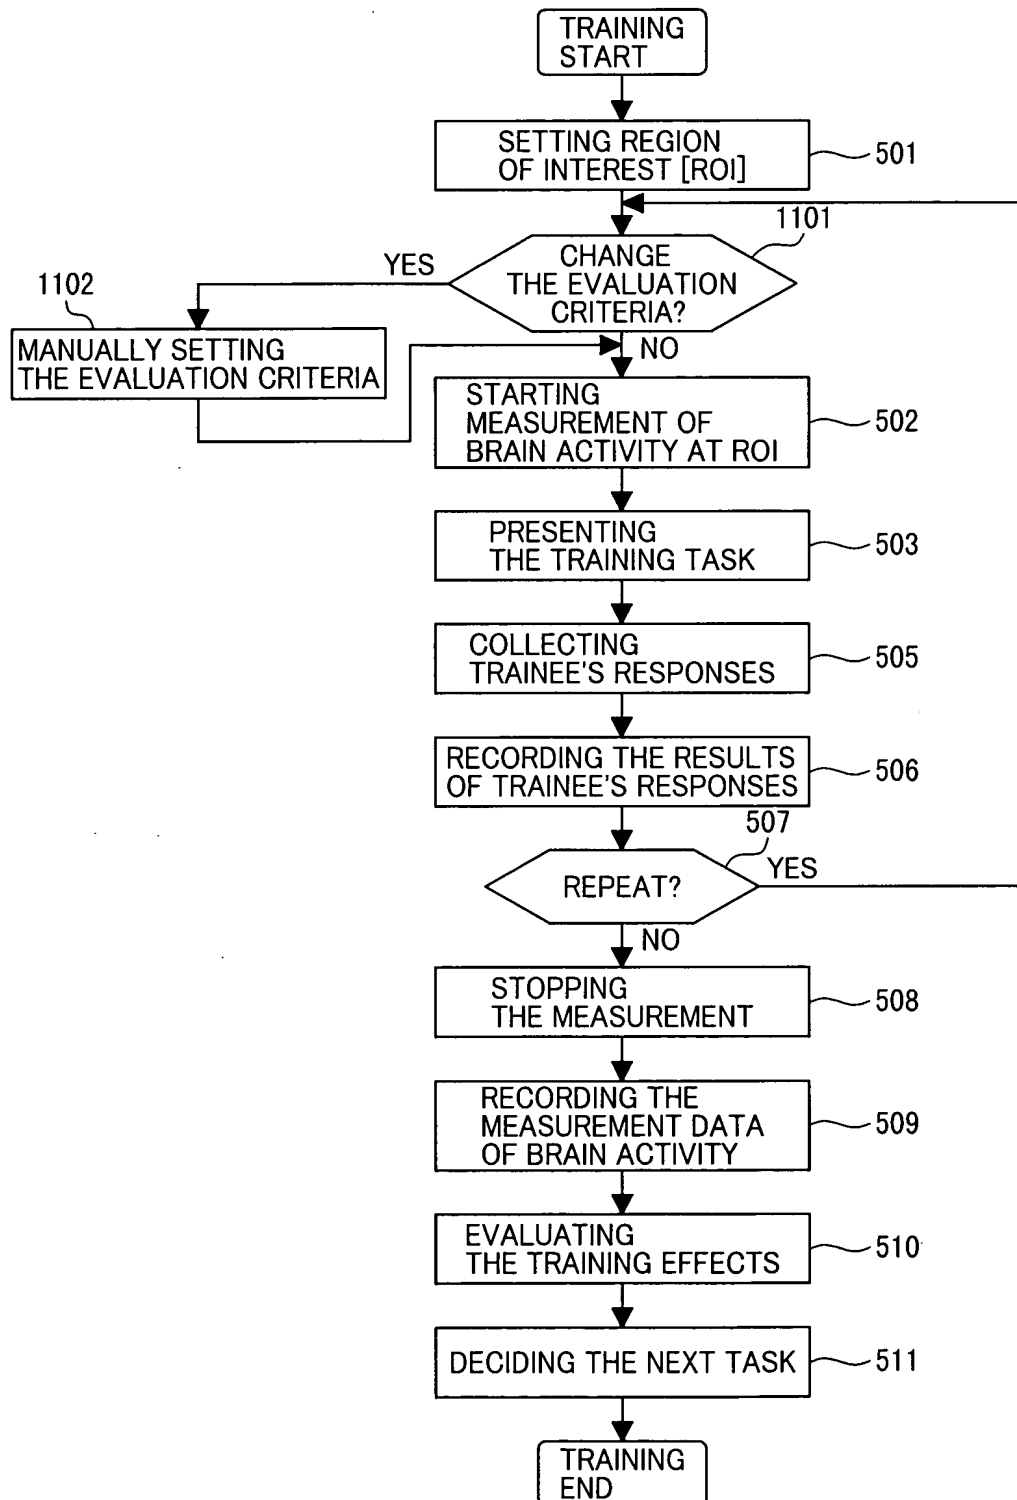 TRAINING
START
SETTING REGION
OF INTEREST [ROI]
501
1101
CHANGE
THE EVALUATION
CRITERIA?
YES
1102
MANUALLY SETTING
THE EVALUATION CRITERIA
NO
STARTING
MEASUREMENT OF
BRAIN ACTIVITY AT ROI
502
PRESENTING
THE TRAINING TASK
503
COLLECTING
TRAINEE'S RESPONSES
505
RECORDING THE RESULTS
OF TRAINEE'S RESPONSES
506
507
REPEAT?
YES
NO
STOPPING
THE MEASUREMENT
508
RECORDING THE
MEASUREMENT DATA
OF BRAIN ACTIVITY
509
EVALUATING
THE TRAINING EFFECTS
510
DECIDING THE NEXT TASK
511
TRAINING
END